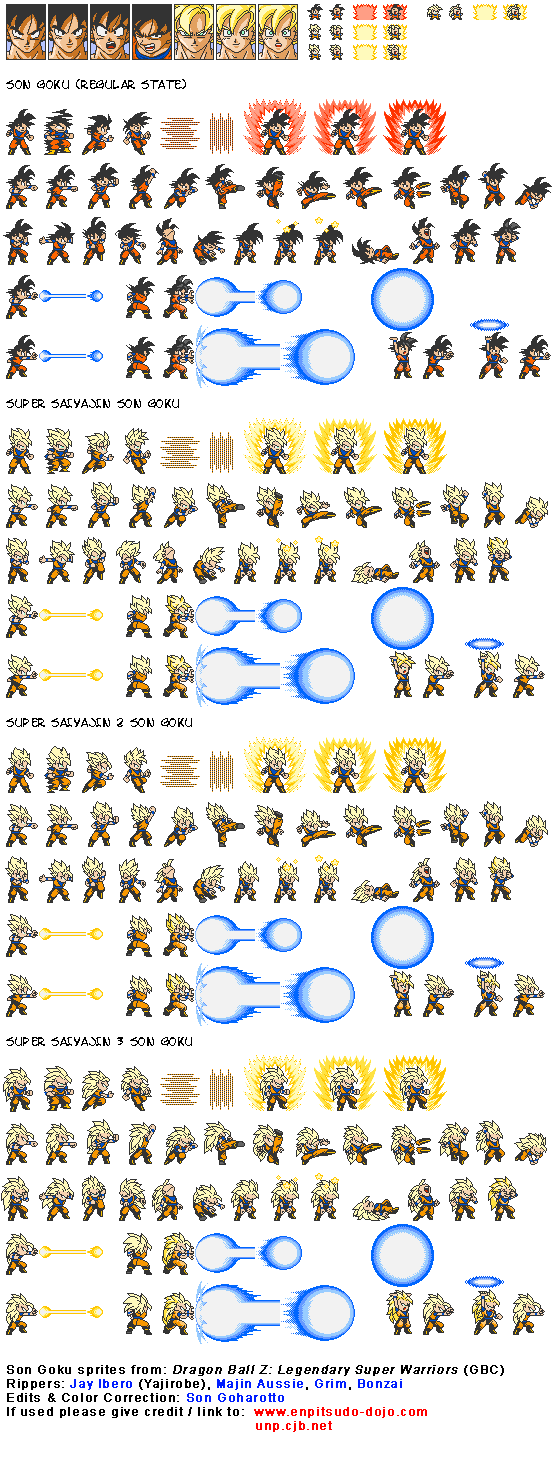 SON GOKU (REGULAR STATE)
SUPER SAIYAJIN SON GOKU
SUPER SAIYAJIN 2 SON GOKU
SUPER SAIYAJIN 3 SON GOKU
Son Goku sprites from: Dragon Ball Z: Legendary Super Warriors (GBC)
Rippers: Jay Ibero (Yajirobe), Majin Aussie, Grim, Bonzai
Edits & Color Correction: Son Goharotto
If used please give credit / link to: www.enpitsudo-dojo.com
unp.cjb.net